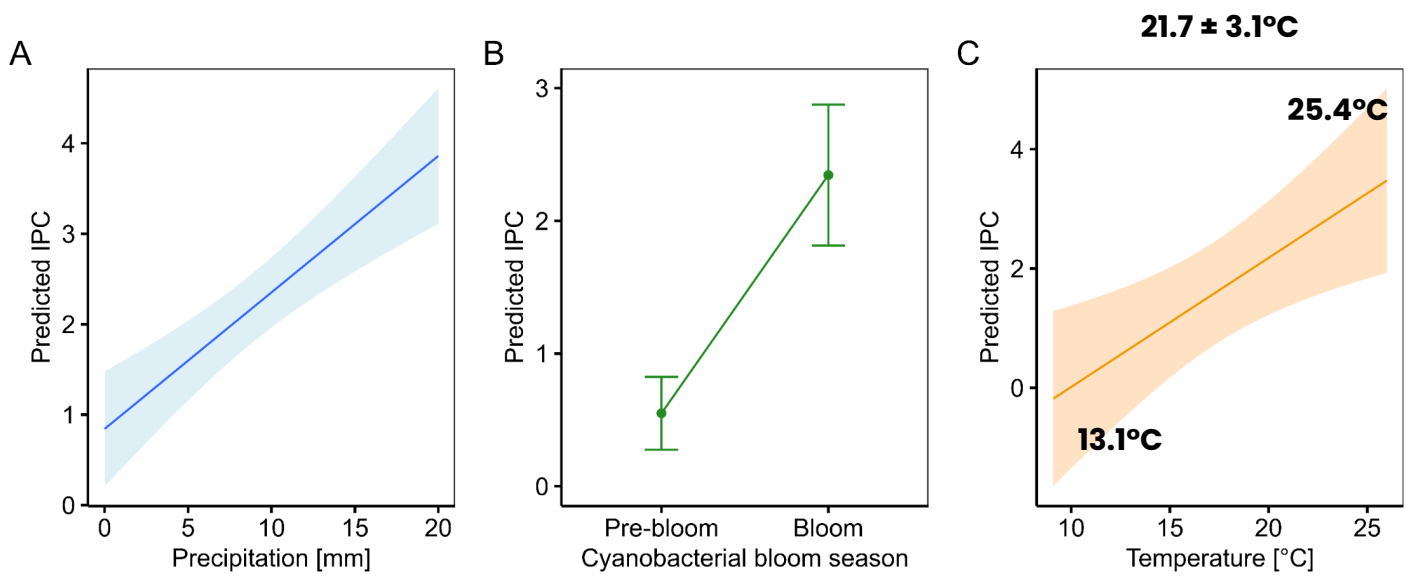 21.7 ± 3.1°C
A
B
C
Predicted IPC
4
3
2
1
0
0 5 10 15 20
Precipitation [mm]
Predicted IPC
3
2
1
0
Pre-bloom Bloom
Cyanobacterial bloom season
Predicted IPC
25.4°C
4
2
0
13.1°C
10 15 20 25
Temperature [°C]